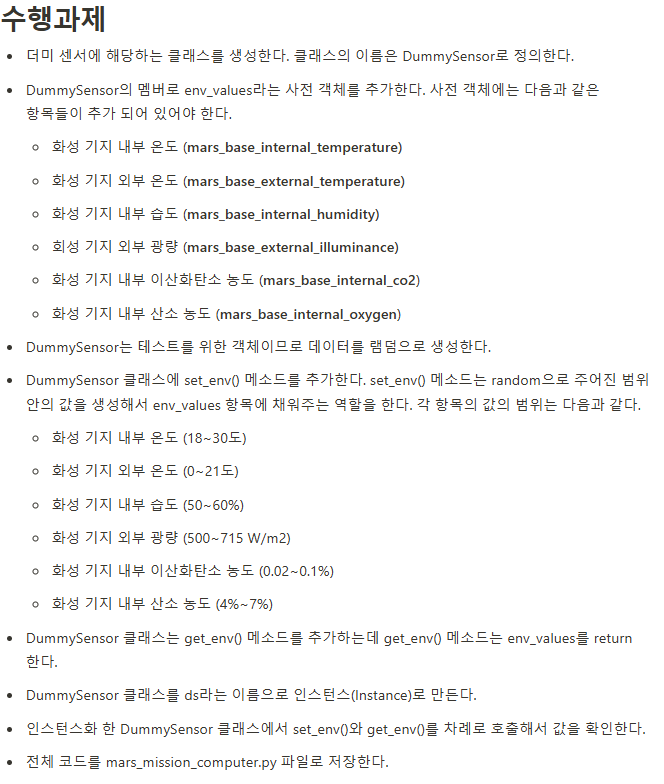 수행과제
더미 센서에 해당하는 클래스를 생성한다. 클래스의 이름은 DummySensor로 정의한다.
DummySensor의 멤버로 env_values라는 사전 객체를 추가한다. 사전 객체에는 다음과 같은
항목들이 추가 되어 있어야 한다.
화성 기지 내부 온도 (mars_base_internal_temperature)
화성 기지 외부 온도 (mars_base_external_temperature)
화성 기지 내부 습도 (mars_base_internal_humidity)
회성 기지 외부 광량 (mars_base_external_illuminance)
화성 기지 내부 이산화탄소 농도 (mars_base_internal_co2)
화성 기지 내부 산소 농도 (mars_base_internal_oxygen)
DummySensor는 테스트를 위한 객체이므로 데이터를 램덤으로 생성한다.
DummySensor 클래스에 set_env() 메소드를 추가한다. set_env() 메소드는 random으로 주어진 범위
안의 값을 생성해서 env_values 항목에 채워주는 역할을 한다. 각 항목의 값의 범위는 다음과 같다.
화성 기지 내부 온도 (18~30도)
화성 기지 외부 온도 (0~21도)
화성 기지 내부 습도 (50~60%)
화성 기지 외부 광량 (500~715 W/m2)
화성 기지 내부 이산화탄소 농도 (0.02~0.1%)
화성 기지 내부 산소 농도 (4%~7%)
DummySensor 클래스는 get_env() 메소드를 추가하는데 get_env() 메소드는 env_values를 return
한다.
DummySensor 클래스를 ds라는 이름으로 인스턴스(Instance)로 만든다.
인스턴스화 한 DummySensor 클래스에서 set_env()와 get_env()를 차례로 호출해서 값을 확인한다.
전체 코드를 mars_mission_computer.py 파일로 저장한다.